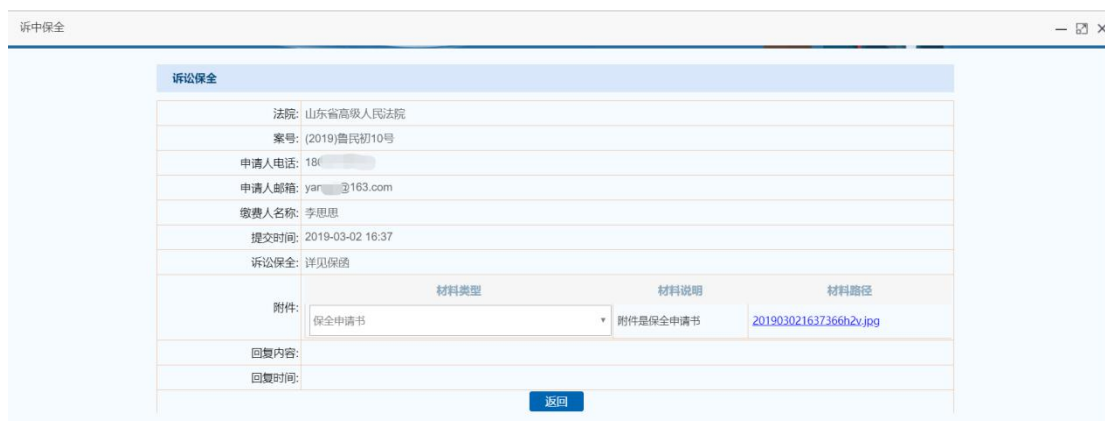 诉中保全
诉讼保全
法院: 山东省高级人民法院
案号: (2019)鲁民初10号
申请人电话: 180
申请人邮箱: yan @163.com
缴费人名称: 李思思
提交时间: 2019-03-02 16:37
诉讼保全: 详见保函
附件:
材料类型 材料说明 材料路径
保全申请书 附件是保全申请书 201903021637366h2v.jpg
回复内容:
回复时间:
返回